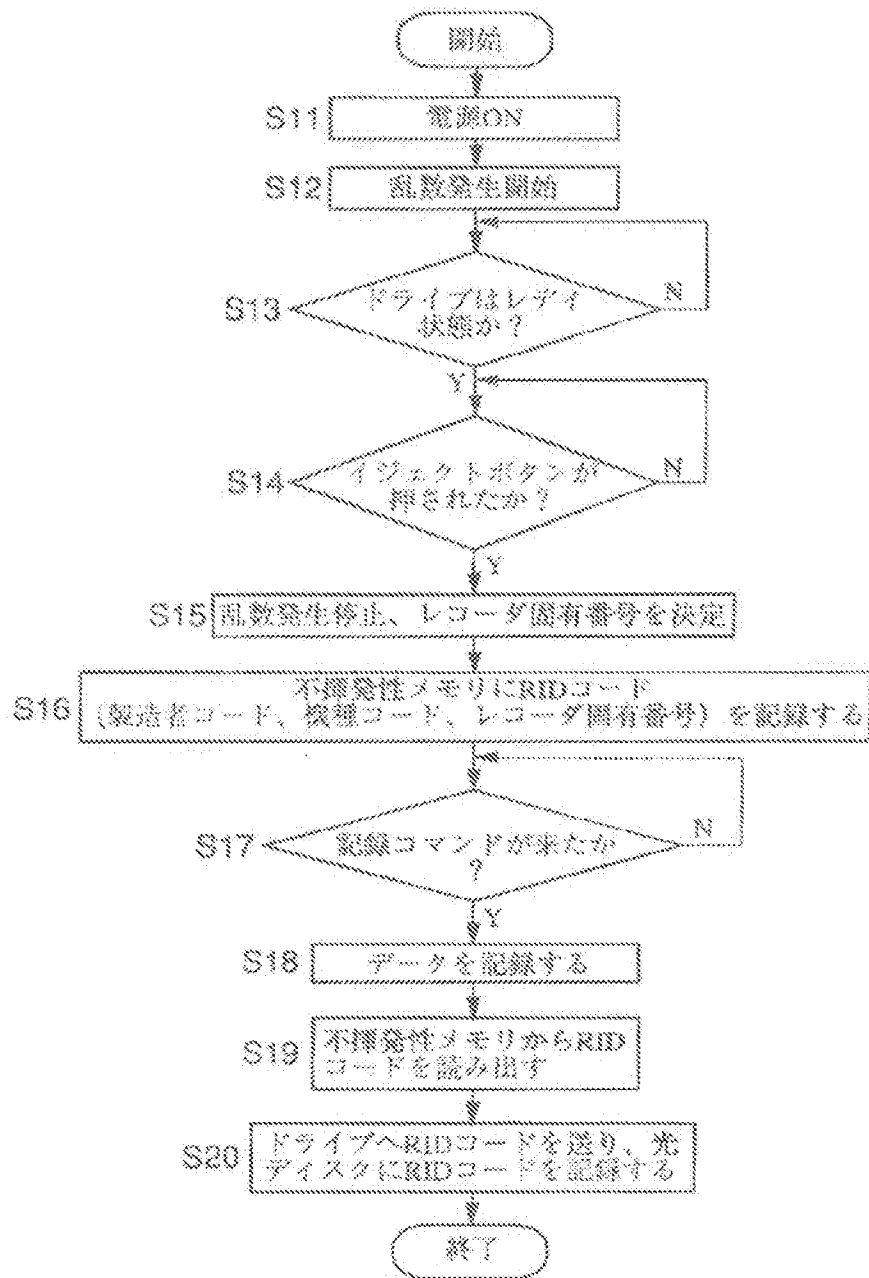 開始
S11 電源ON
S12 乱数発生開始
S13 ドライブはレディ
状態か？
N
Y
S14 イジェクトボタンが
押されたか？
N
Y
S15 乱数発生停止、レコーダ固有番号を決定
S16 不揮発性メモリにRIDコード
(製造者コード、機種コード、レコーダ固有番号) を記録する
S17 記録コマンドが来たか
？
N
Y
S18 データを記録する
S19 不揮発性メモリからRID
コードを読み出す
S20 ドライブへRIDコードを送り、光
ディスクにRIDコードを記録する
終了